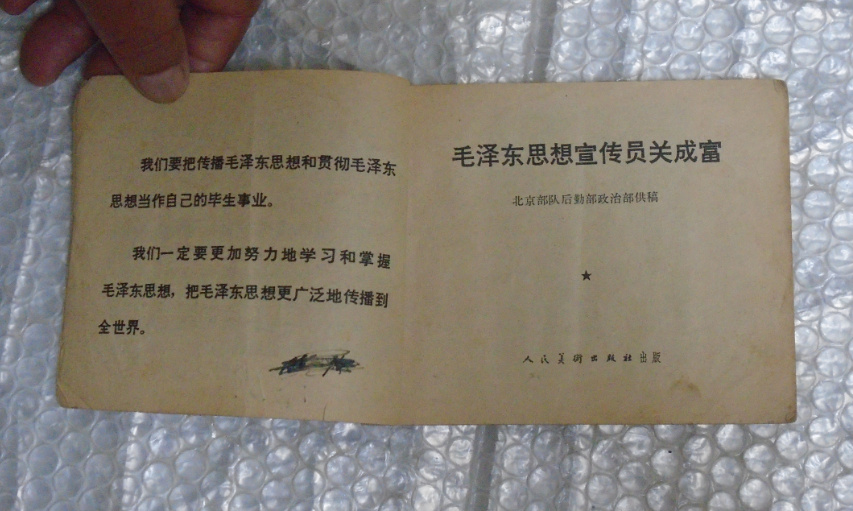 我们要把传播毛泽东思想和贯彻毛泽东
思想当作自己的毕生事业。
我们一定要更加努力地学习和掌握
毛泽东思想，把毛泽东思想更广泛地传播到
全世界。
毛泽东思想宣传员关成富
北京部队后勤部政治部供稿
人民美術出版社出版